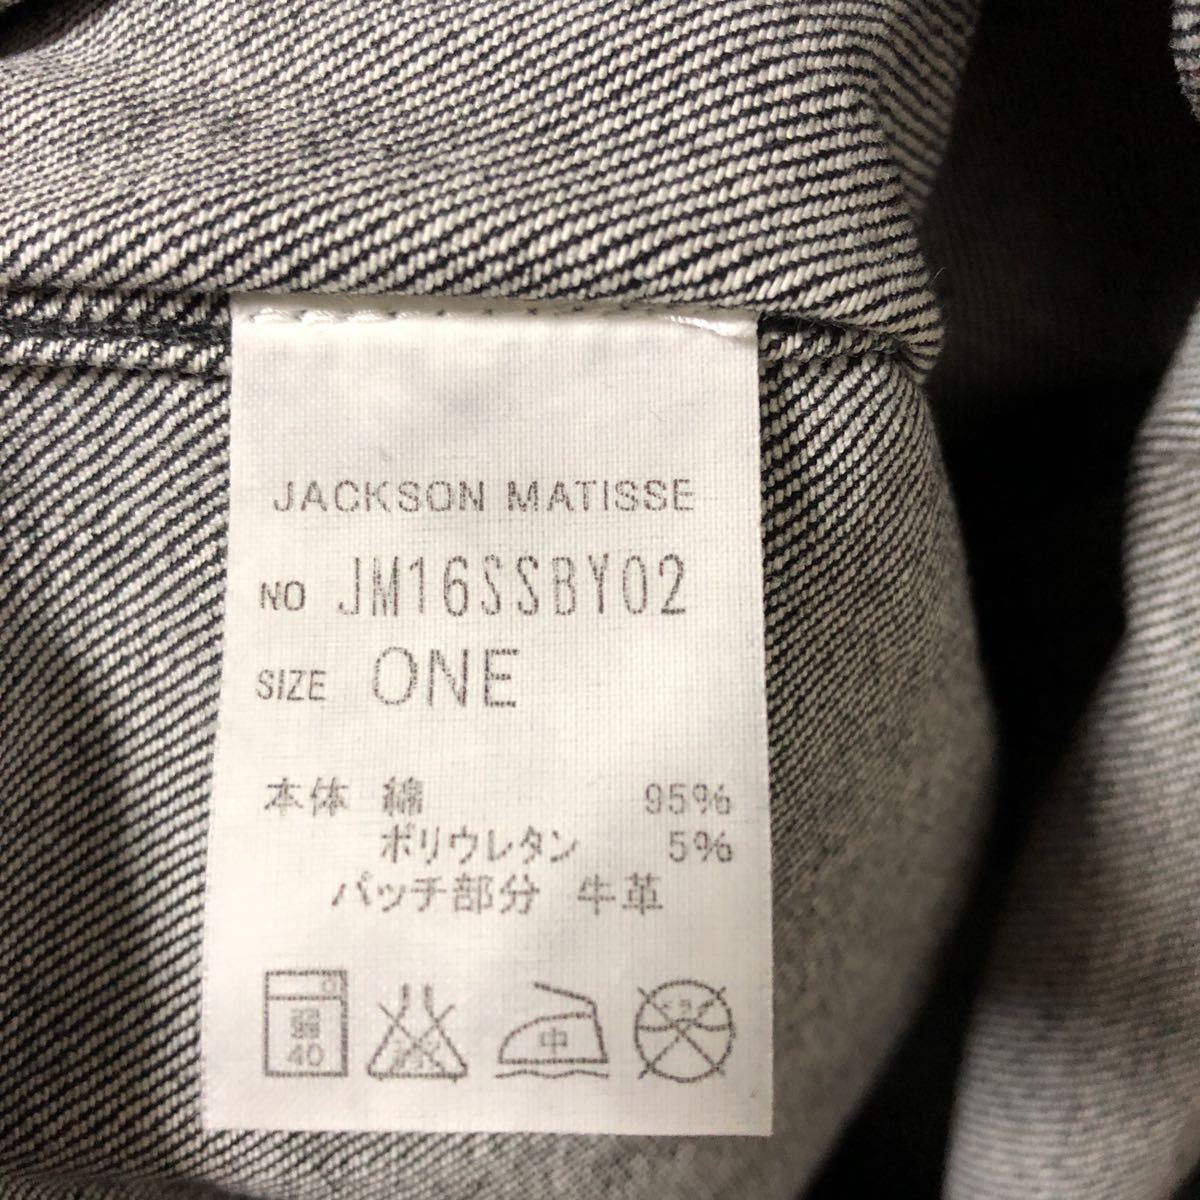 JACKSON MATISSE
NO JM16SSBY02
SIZE ONE
本体 綿 95%
ポリウレタン 5%
パッチ部分 牛革
40
中